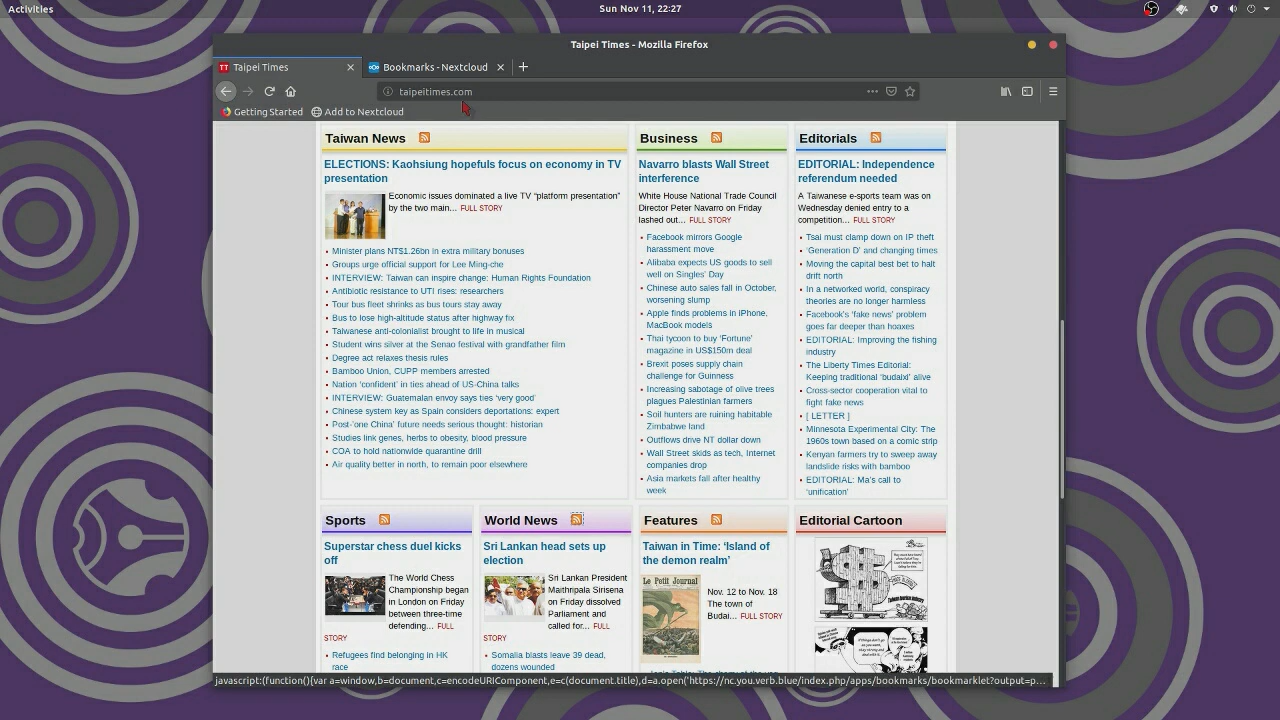 Activities
Sun Nov 11, 22:27
Taipei Times - Mozilla Firefox
TT Taipei Times
Bookmarks - Nextcloud
taipeitimes.com
Getting Started
Add to Nextcloud
Taiwan News
ELECTIONS: Kaohsiung hopefuls focus on economy in TV
presentation
Economic issues dominated a live TV “platform presentation”
by the two main... FULL STORY
Minister plans NT$1.26bn in extra military bonuses
Groups urge official support for Lee Ming-che
INTERVIEW: Taiwan can inspire change: Human Rights Foundation
Antibiotic resistance to UTI rises: researchers
Tour bus fleet shrinks as bus tours stay away
Bus to lose high-altitude status after highway fix
Taiwanese anti-colonialist brought to life in musical
Student wins silver at the Senao festival with grandfather film
Degree act relaxes thesis rules
Bamboo Union, CUPP members arrested
Nation ‘confident’ in ties ahead of US-China talks
INTERVIEW: Guatemalan envoy says ties ‘very good’
Chinese system key as Spain considers deportations: expert
Post-‘one China’ future needs serious thought: historian
Studies link genes, herbs to obesity, blood pressure
COA to hold nationwide quarantine drill
Air quality better in north, to remain poor elsewhere
Business
Navarro blasts Wall Street
interference
White House National Trade Council
Director Peter Navarro on Friday
lashed out... FULL STORY
Facebook mirrors Google
harassment move
Alibaba expects US goods to sell
well on Singles’ Day
Chinese auto sales fall in October,
worsening slump
Apple finds problems in iPhone,
MacBook models
Thai tycoon to buy ‘Fortune’
magazine in US$150m deal
Brexit poses supply chain
challenge for Guinness
Increasing sabotage of olive trees
plagues Palestinian farmers
Soil hunters are ruining habitable
Zimbabwe land
Outflows drive NT dollar down
Wall Street skids as tech, Internet
companies drop
Asia markets fall after healthy
week
Editorials
EDITORIAL: Independence
referendum needed
A Taiwanese e-sports team was on
Wednesday denied entry to a
competition... FULL STORY
Tsai must clamp down on IP theft
‘Generation D’ and changing times
Moving the capital best bet to halt
drift north
In a networked world, conspiracy
theories are no longer harmless
Facebook’s ‘fake news’ problem
goes far deeper than hoaxes
EDITORIAL: Improving the fishing
industry
The Liberty Times Editorial:
Keeping traditional ‘budaixi’ alive
Cross-sector cooperation vital to
fight fake news
[ LETTER ]
Minnesota Experimental City: The
1960s town based on a comic strip
Kenyan farmers try to sweep away
landslide risks with bamboo
EDITORIAL: Ma’s call to
‘unification’
Sports
Superstar chess duel kicks
off
The World Chess
Championship began
in London on Friday
between three-time
defending... FULL
STORY
Refugees find belonging in HK
race
World News
Sri Lankan head sets up
election
Sri Lankan President
Maithripala Sirisena
on Friday dissolved
Parliament and
called for... FULL
STORY
Somalia blasts leave 39 dead,
dozens wounded
Features
Taiwan in Time: ‘Island of
the demon realm’
Le Petit Journal
Nov. 12 to Nov. 18
The town of
Budai... FULL STORY
Editorial Cartoon
javascript:(function(){var a=window,b=document,c=encodeURIComponent,e=c(document.title),d=a.open('https://nc.you.verb.blue/index.php/apps/bookmarks/bookmarklet?output=p…